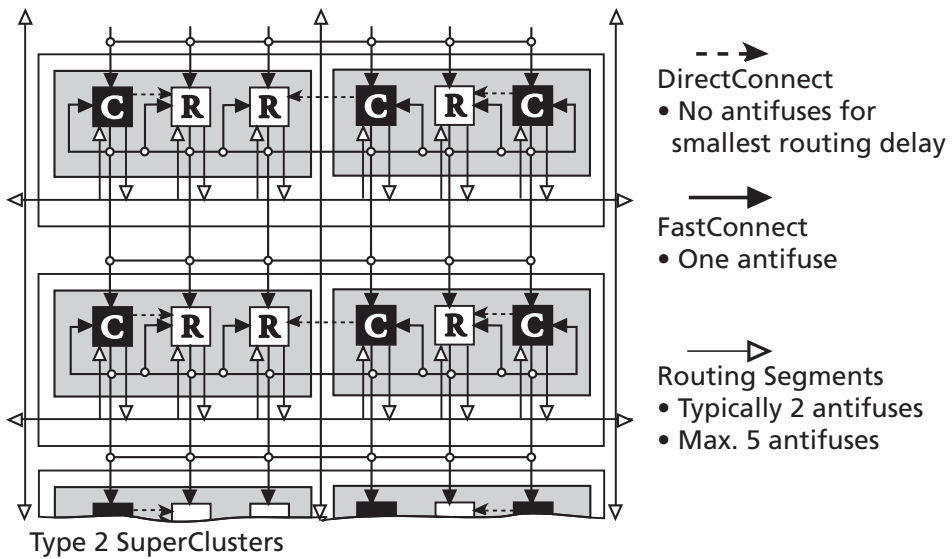 C R R C R C
C R R C R C
DirectConnect
• No antifuses for
smallest routing delay
FastConnect
• One antifuse
Routing Segments
• Typically 2 antifuses
• Max. 5 antifuses
Type 2 SuperClusters